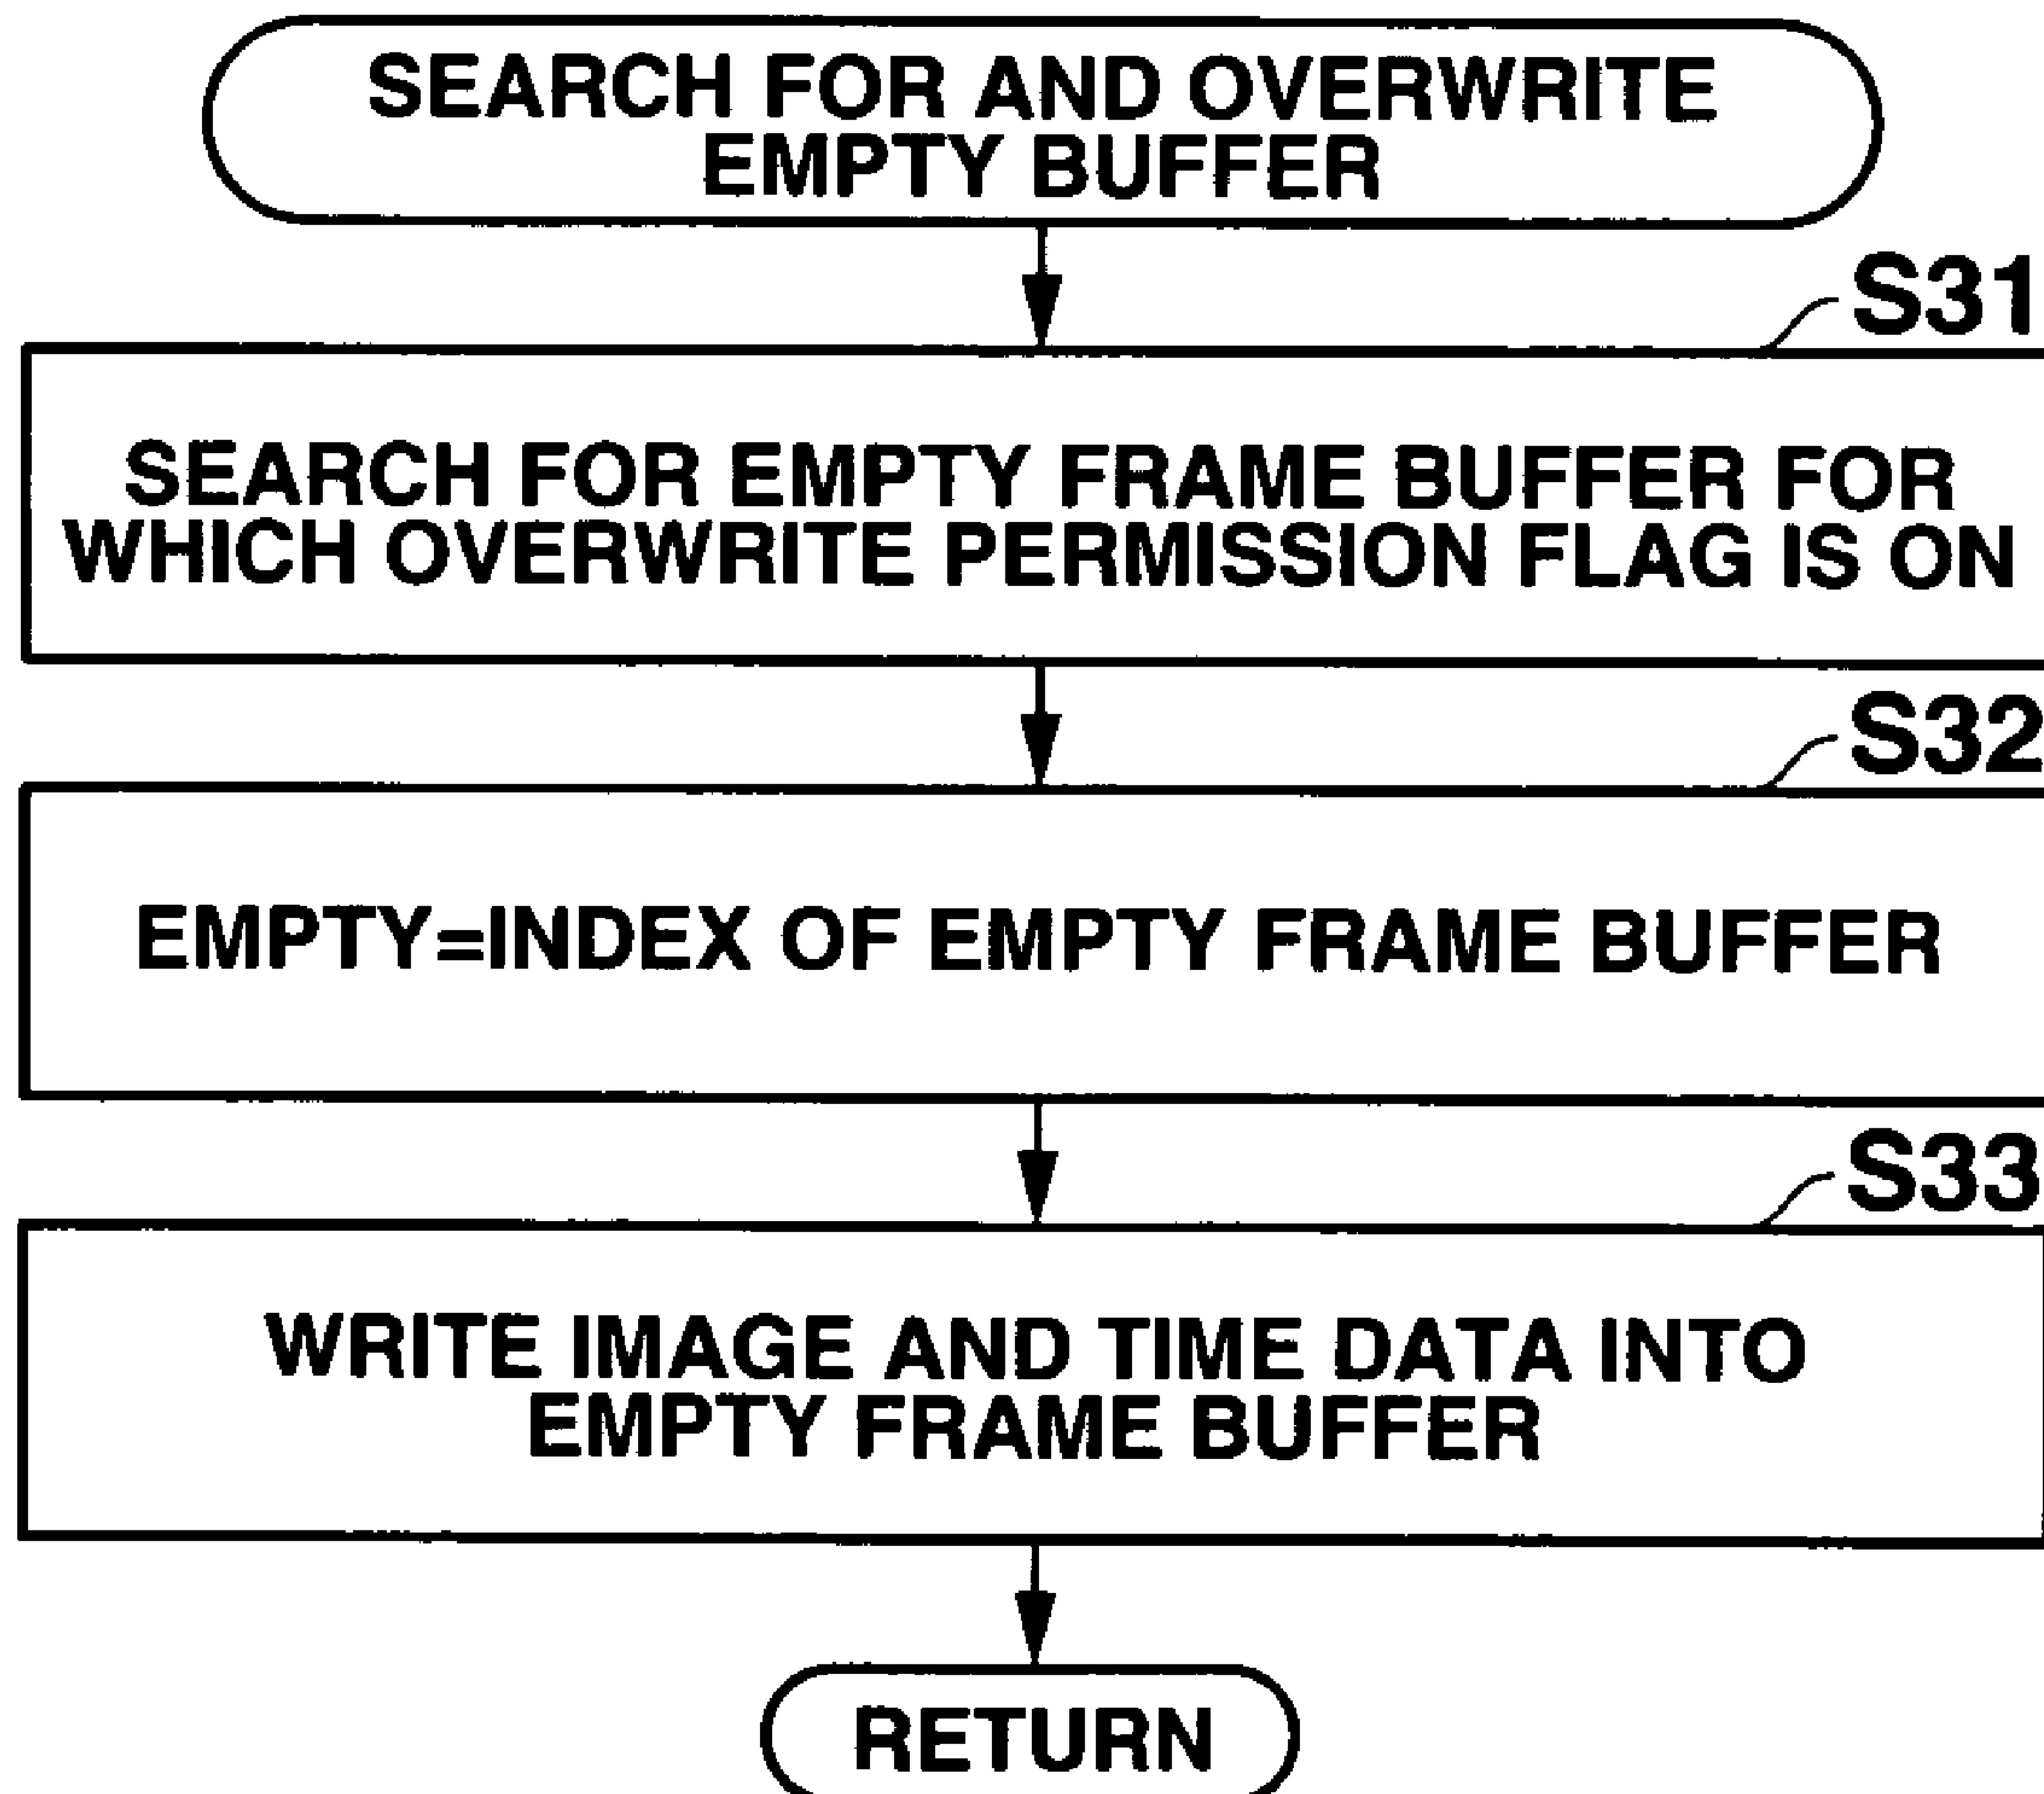 SEARCH FOR AND OVERWRITE
EMPTY BUFFER
S31
SEARCH FOR EMPTY FRAME BUFFER FOR
WHICH OVERWRITE PERMISSION FLAG IS ON
S32
EMPTY=INDEX OF EMPTY FRAME BUFFER
S33
WRITE IMAGE AND TIME DATA INTO
EMPTY FRAME BUFFER
RETURN